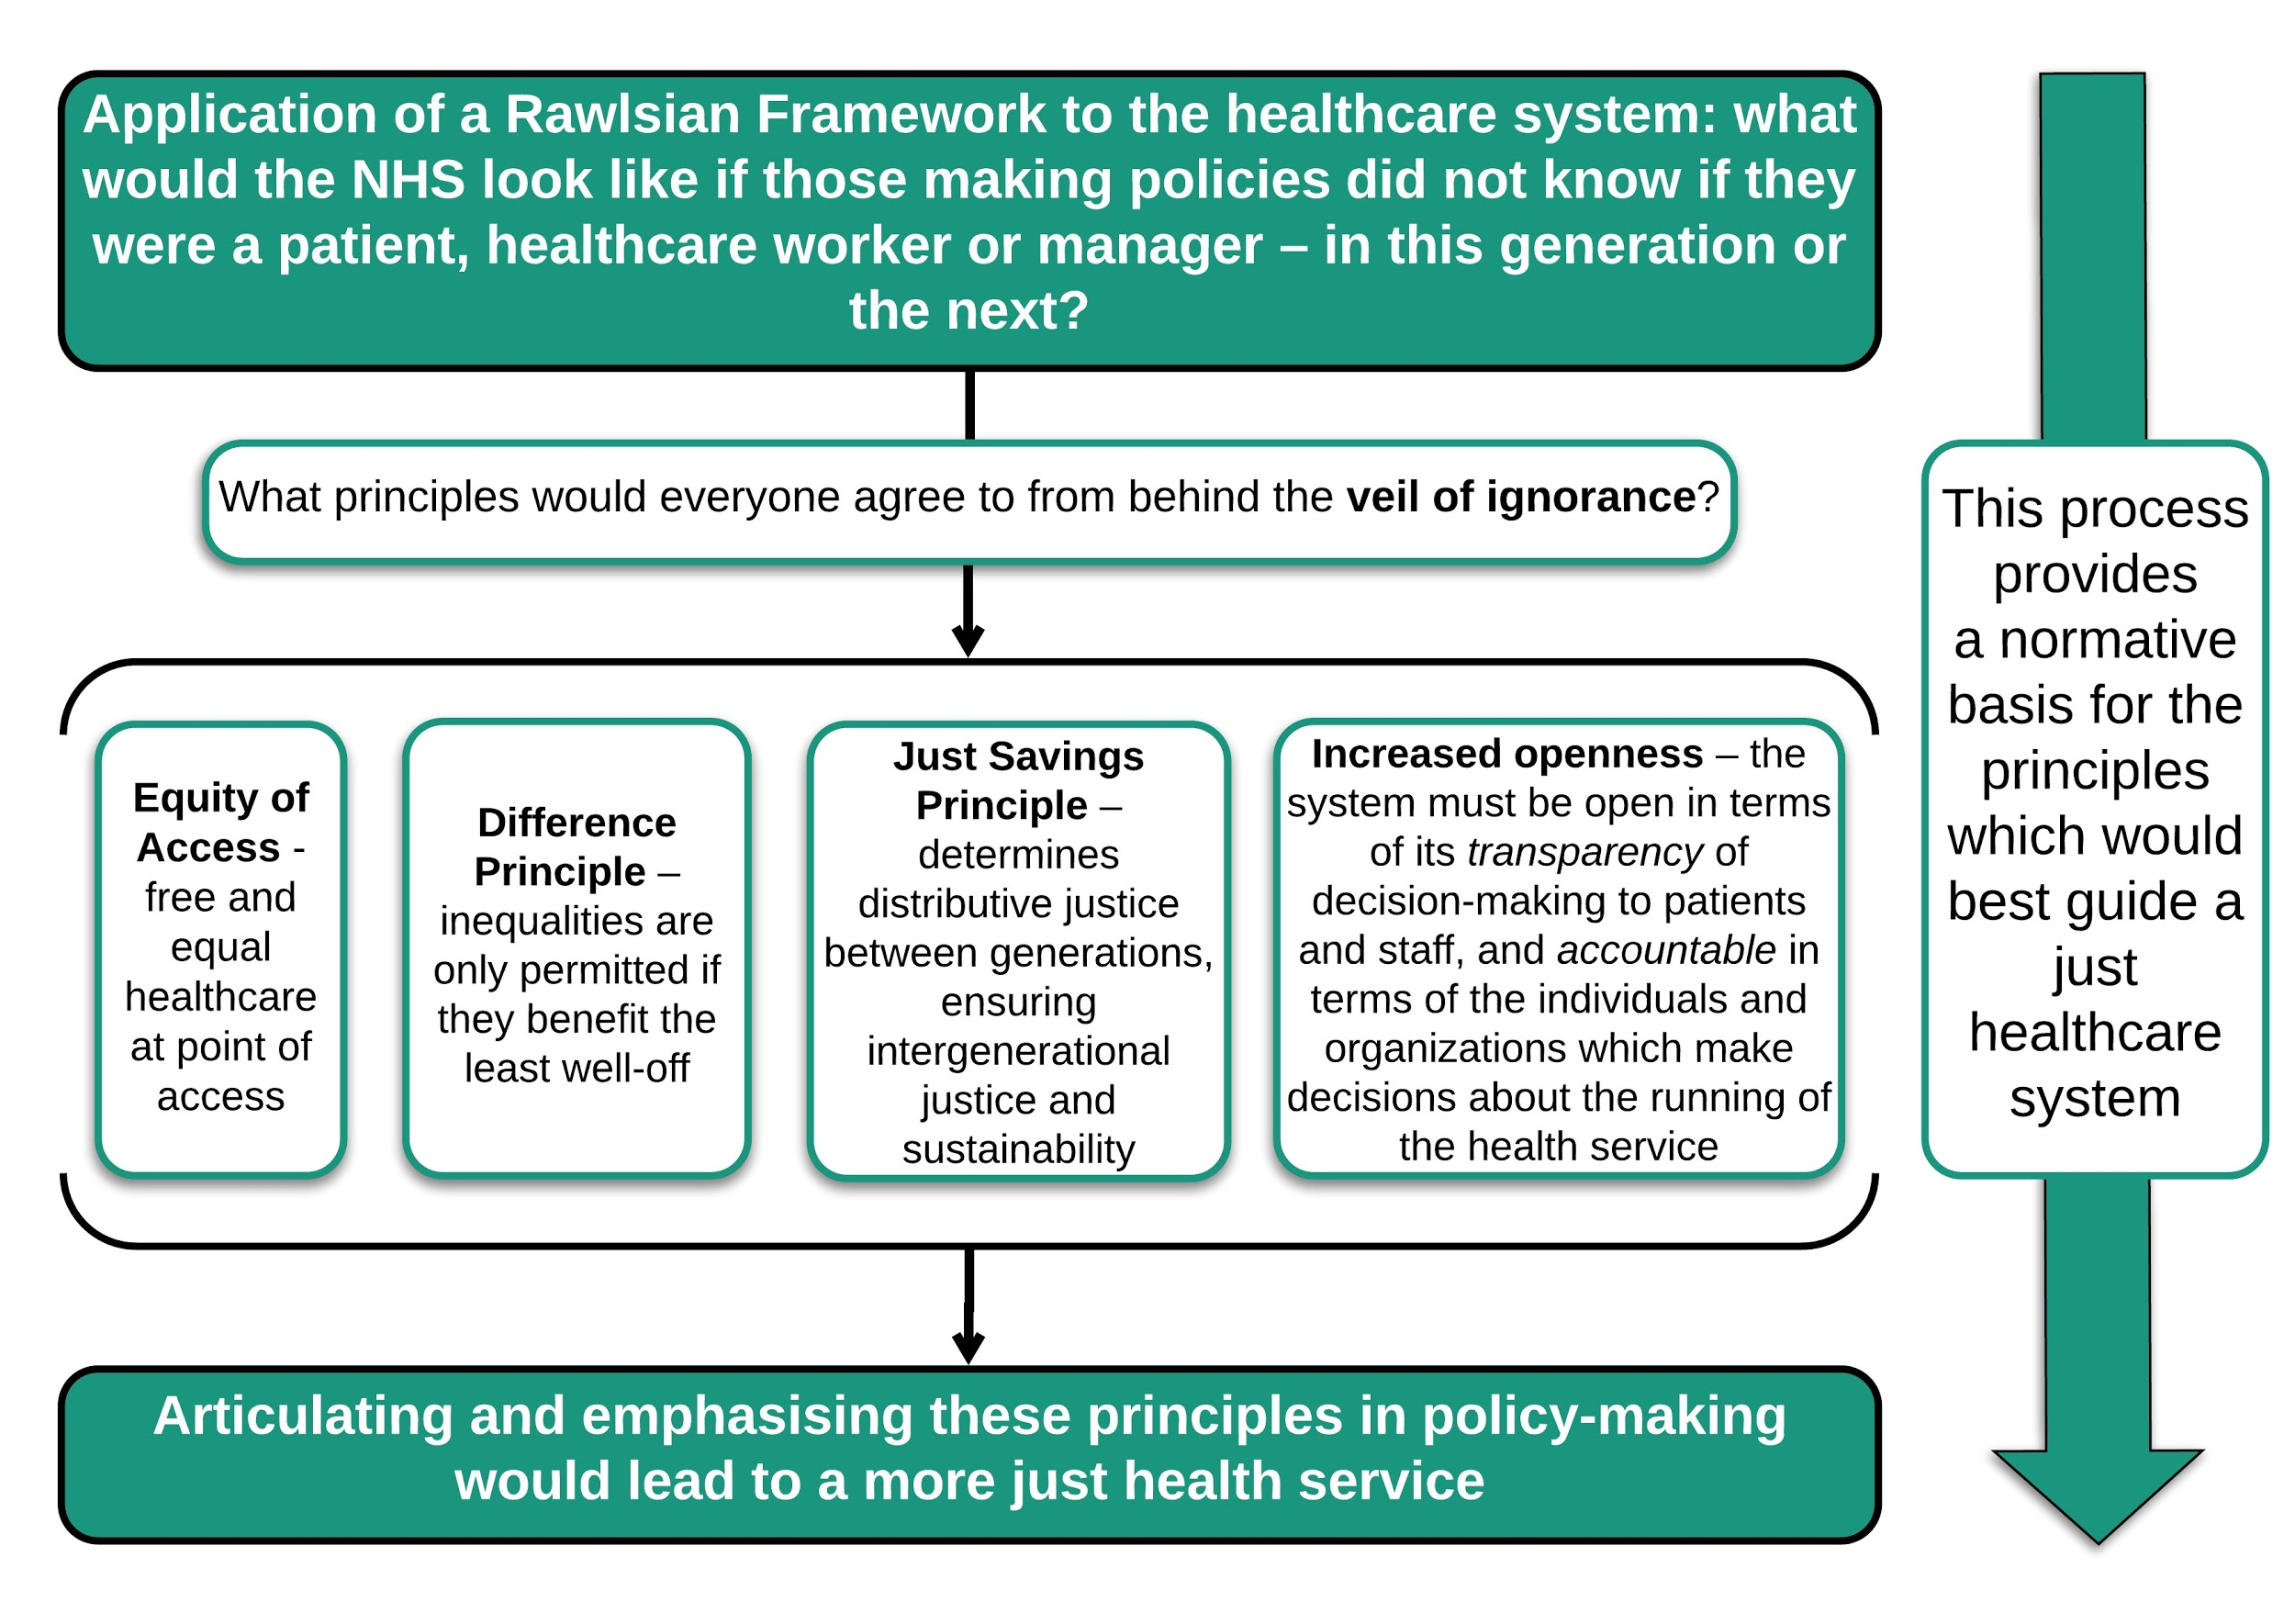 Application of a Rawlsian Framework to the healthcare system: what
would the NHS look like if those making policies did not know if they
were a patient, healthcare worker or manager – in this generation or
the next?
What principles would everyone agree to from behind the veil of ignorance?
Equity of
Access -
free and
equal
healthcare
at point of
access
Difference
Principle –
inequalities are
only permitted if
they benefit the
least well-off
Just Savings
Principle –
determines
distributive justice
between generations,
ensuring
intergenerational
justice and
sustainability
Increased openness – the
system must be open in terms
of its transparency of
decision-making to patients
and staff, and accountable in
terms of the individuals and
organizations which make
decisions about the running of
the health service
Articulating and emphasising these principles in policy-making
would lead to a more just health service
This process
provides
a normative
basis for the
principles
which would
best guide a
just
healthcare
system